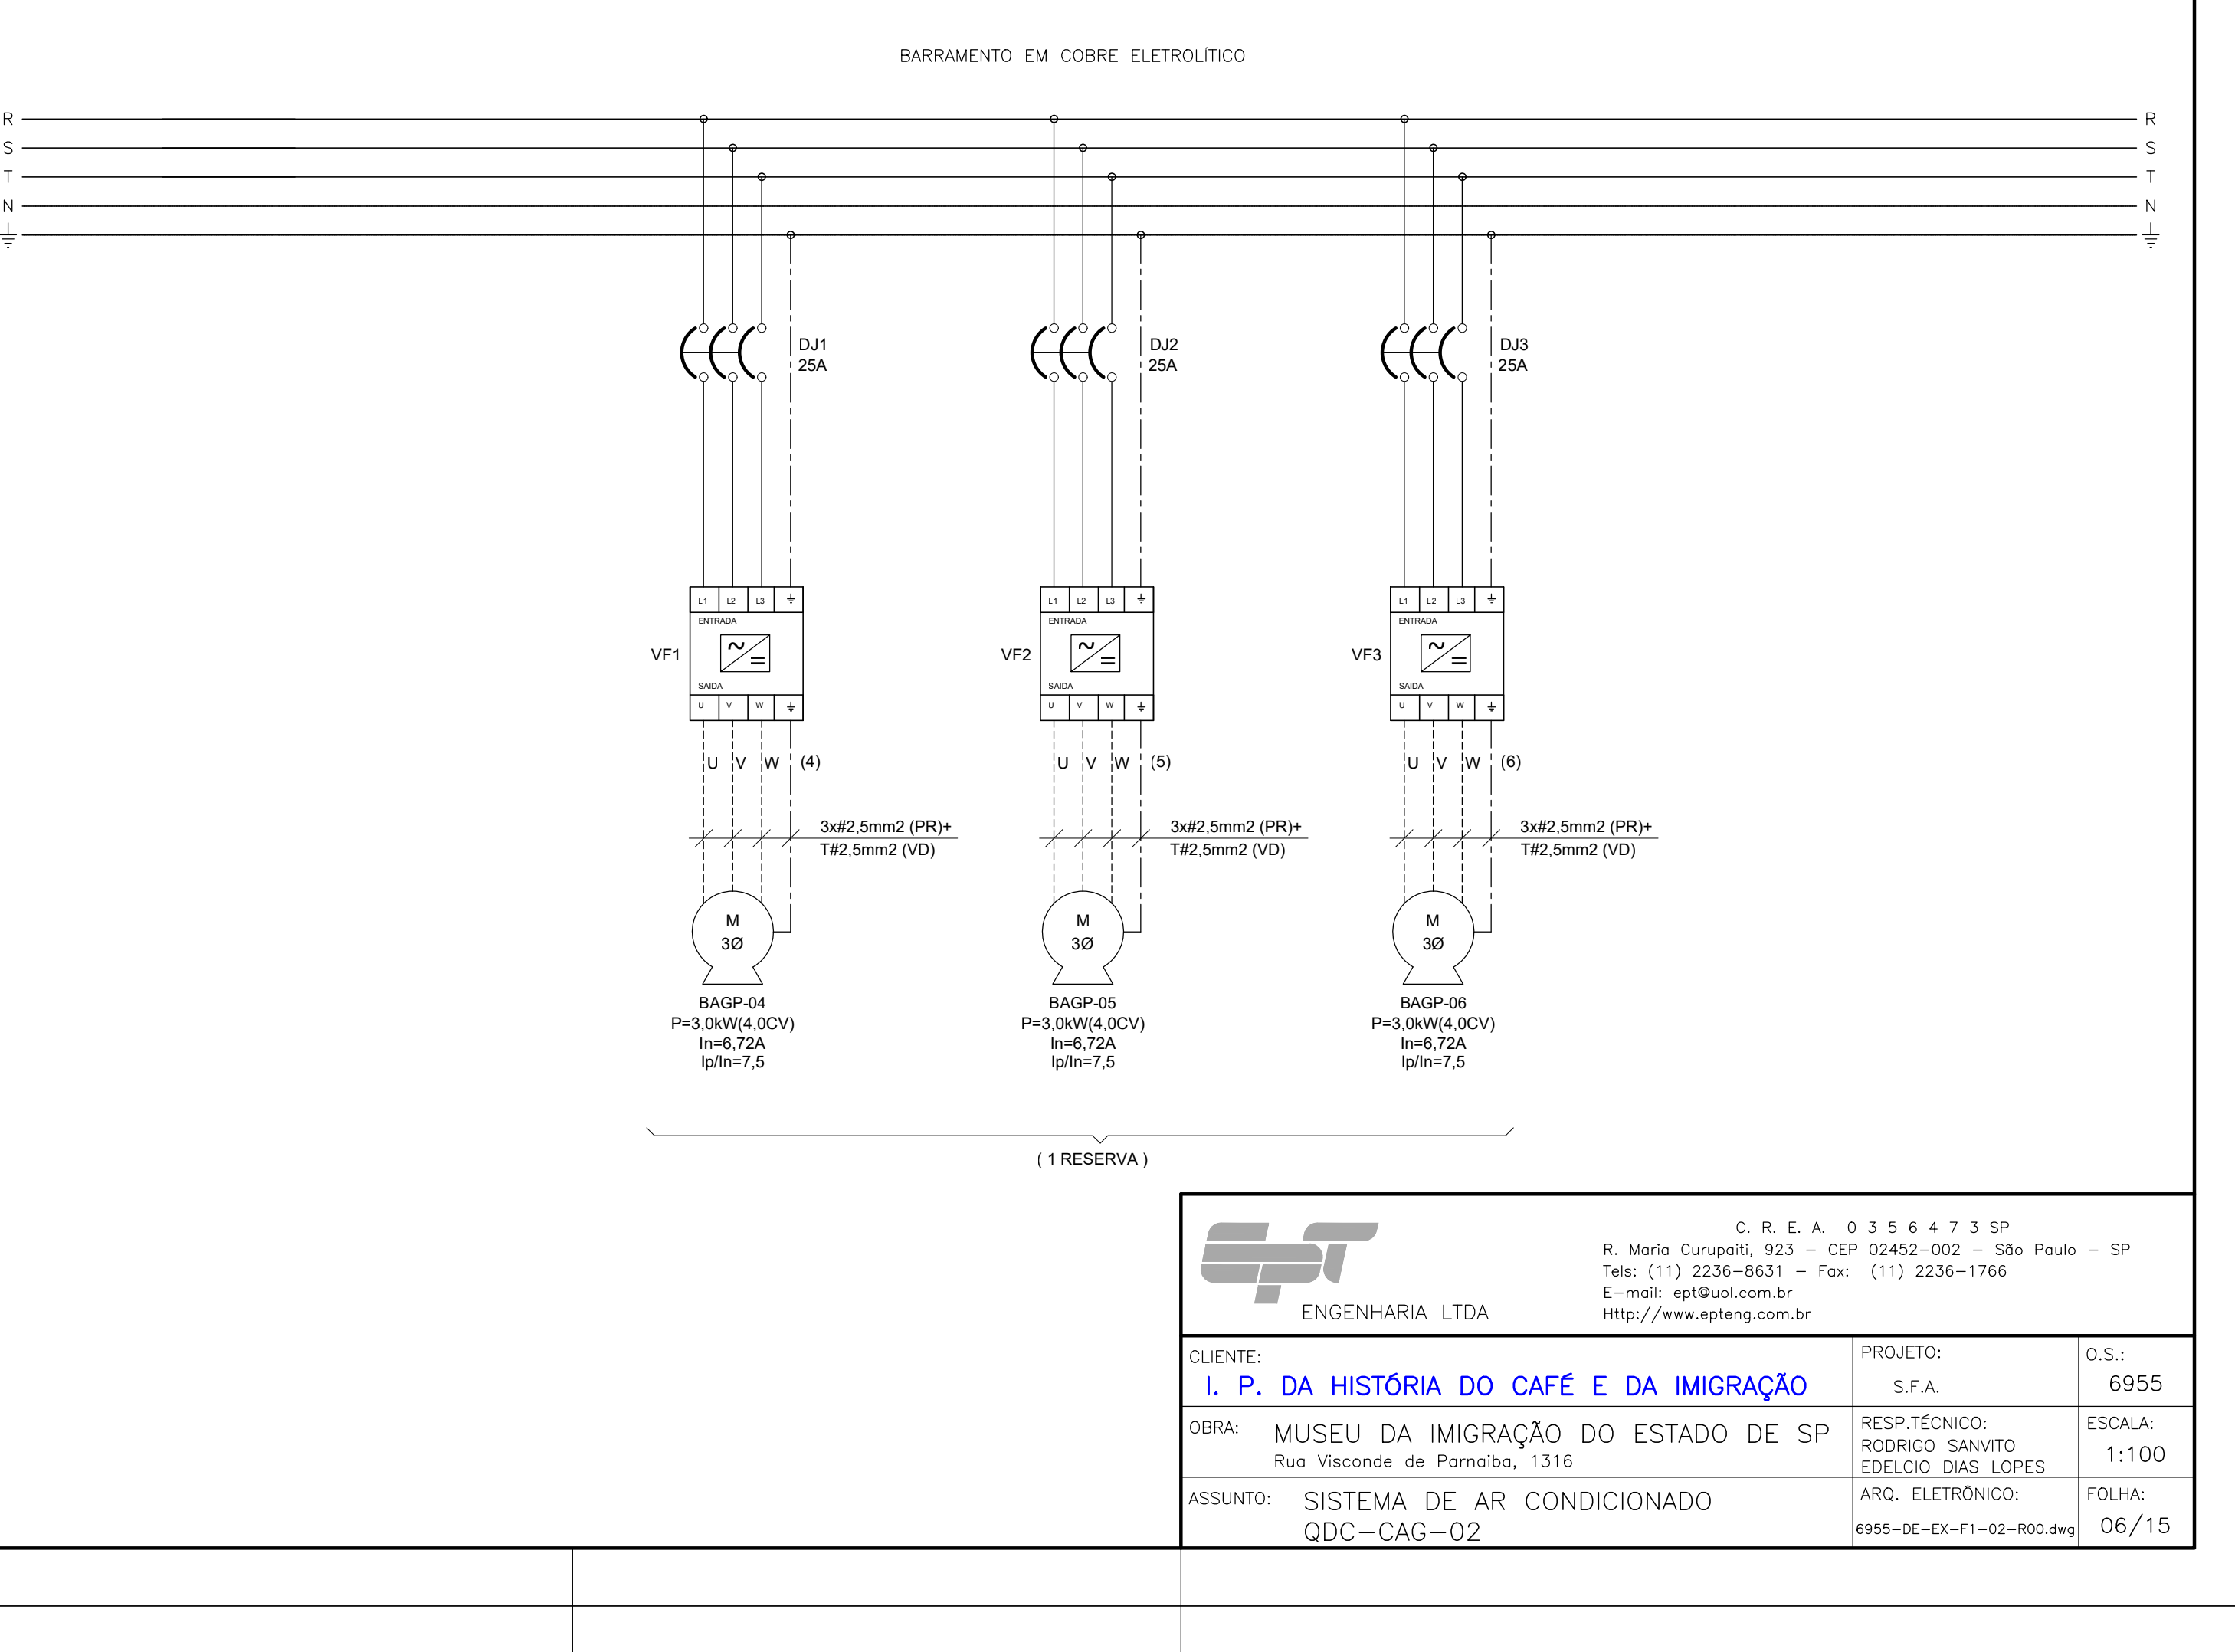 BARRAMENTO EM COBRE ELETROLÍTICO
R R
S S
T T
N N
DJ1
25A
DJ2
25A
DJ3
25A
L1 L2 L3
ENTRADA
VF1
SAIDA
U V W
L1 L2 L3
ENTRADA
VF2
SAIDA
U V W
L1 L2 L3
ENTRADA
VF3
SAIDA
U V W
U V W (4)
U V W (5)
U V W (6)
3x#2,5mm2 (PR)+
T#2,5mm2 (VD)
3x#2,5mm2 (PR)+
T#2,5mm2 (VD)
3x#2,5mm2 (PR)+
T#2,5mm2 (VD)
M
3Ø
M
3Ø
M
3Ø
BAGP-04
P=3,0kW(4,0CV)
In=6,72A
Ip/In=7,5
BAGP-05
P=3,0kW(4,0CV)
In=6,72A
Ip/In=7,5
BAGP-06
P=3,0kW(4,0CV)
In=6,72A
Ip/In=7,5
( 1 RESERVA )
EPT
ENGENHARIA LTDA
C. R. E. A. 0 3 5 6 4 7 3 SP
R. Maria Curupaiti, 923 – CEP 02452–002 – São Paulo – SP
Tels: (11) 2236–8631 – Fax: (11) 2236–1766
E–mail: ept@uol.com.br
Http://www.epteng.com.br
CLIENTE:
I. P. DA HISTÓRIA DO CAFÉ E DA IMIGRAÇÃO
PROJETO:
S.F.A.
O.S.:
6955
OBRA: MUSEU DA IMIGRAÇÃO DO ESTADO DE SP
Rua Visconde de Parnaiba, 1316
RESP.TÉCNICO:
RODRIGO SANVITO
EDELCIO DIAS LOPES
ESCALA:
1:100
ASSUNTO: SISTEMA DE AR CONDICIONADO
QDC–CAG–02
ARQ. ELETRÔNICO:
6955–DE–EX–F1–02–R00.dwg
FOLHA:
06/15